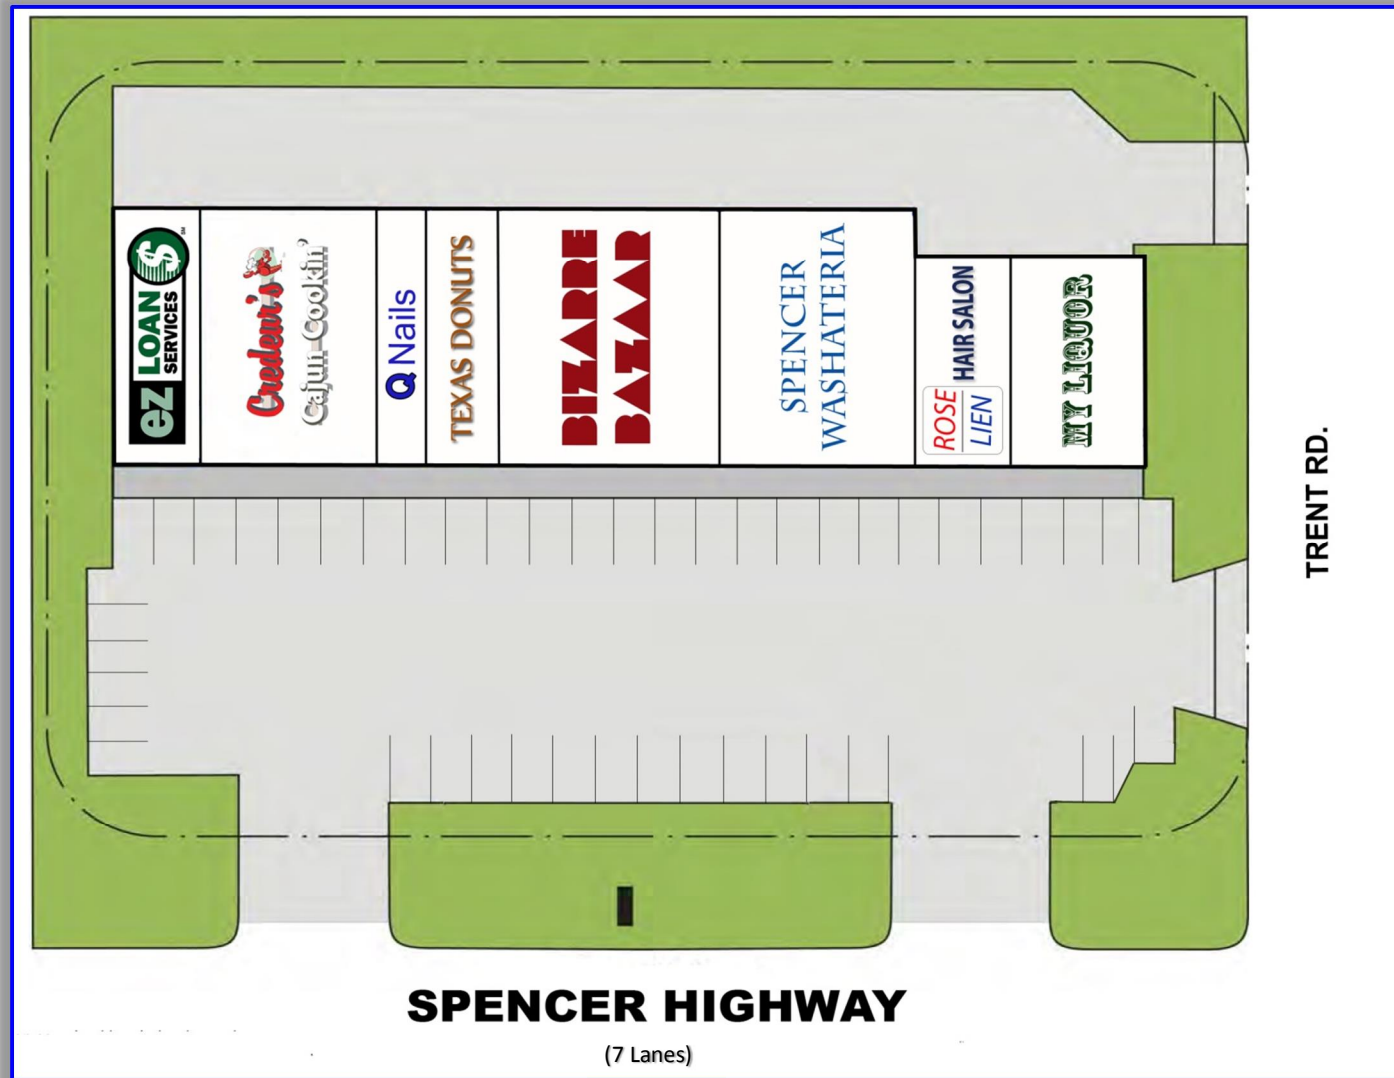 ez LOAN
SERVICES
$
SM
Credeur's
Cajun Cookin'
Q Nails
TEXAS DONUTS
BIZARRE
BAZAAR
SPENCER
WASHATERIA
ROSE
LIEN
HAIR SALON
MY LIQUOR
TRENT RD.
SPENCER HIGHWAY
(7 Lanes)